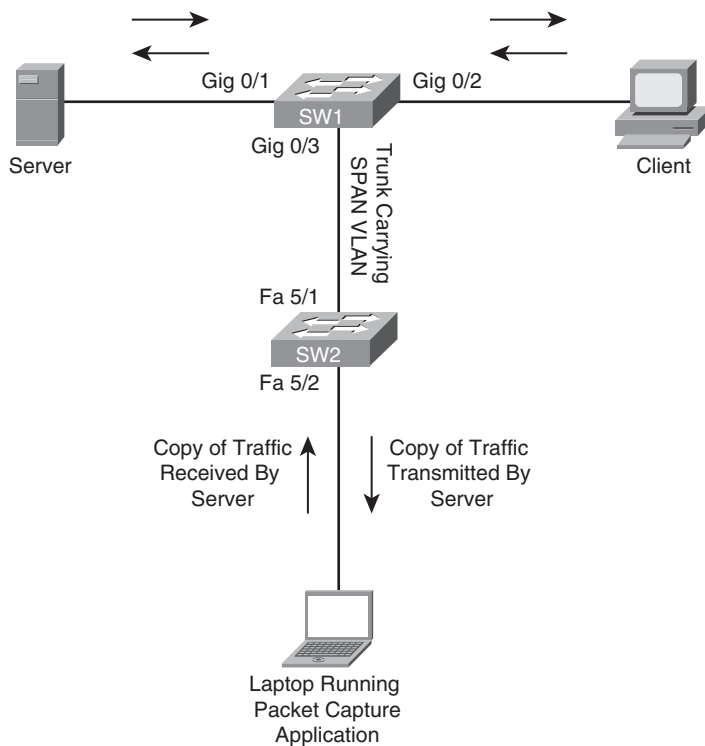 Gig 0/1
Gig 0/2
SW1
Server
Gig 0/3
Client
Trunk Carrying
SPAN VLAN
Fa 5/1
SW2
Fa 5/2
Copy of Traffic
Received By
Server
Copy of Traffic
Transmitted By
Server
Laptop Running
Packet Capture
Application